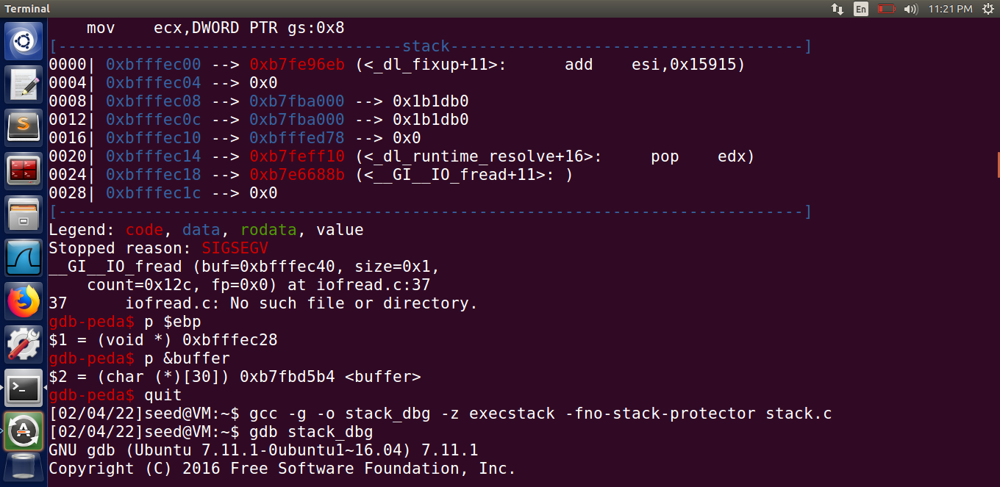 Terminal
En
11:21 PM
mov ecx,DWORD PTR gs:0x8
[------------------------------------stack-------------------------------------]
0000| 0xbfffec00 --> 0xb7fe96eb (<_dl_fixup+11>: add esi,0x15915)
0004| 0xbfffec04 --> 0x0
0008| 0xbfffec08 --> 0xb7fba000 --> 0x1b1db0
0012| 0xbfffec0c --> 0xb7fba000 --> 0x1b1db0
0016| 0xbfffec10 --> 0xbfffed78 --> 0x0
0020| 0xbfffec14 --> 0xb7feff10 (<_dl_runtime_resolve+16>: pop edx)
0024| 0xbfffec18 --> 0xb7e6688b (<__GI__IO_fread+11>: )
0028| 0xbfffec1c --> 0x0
[------------------------------------------------------------------------------]
Legend: code, data, rodata, value
Stopped reason: SIGSEGV
__GI__IO_fread (buf=0xbfffec40, size=0x1,
count=0x12c, fp=0x0) at iofread.c:37
37 iofread.c: No such file or directory.
gdb-peda$ p $ebp
$1 = (void *) 0xbfffec28
gdb-peda$ p &buffer
$2 = (char (*)[30]) 0xb7fbd5b4 <buffer>
gdb-peda$ quit
[02/04/22]seed@VM:~$ gcc -g -o stack_dbg -z execstack -fno-stack-protector stack.c
[02/04/22]seed@VM:~$ gdb stack_dbg
GNU gdb (Ubuntu 7.11.1-0ubuntu1~16.04) 7.11.1
Copyright (C) 2016 Free Software Foundation, Inc.